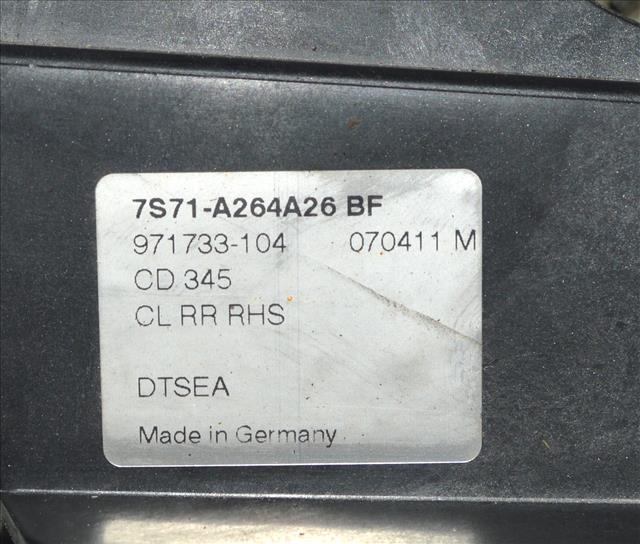 7S71-A264A26 BF
971733-104 070411 M
CD 345
CL RR RHS
DTSEA
Made in Germany